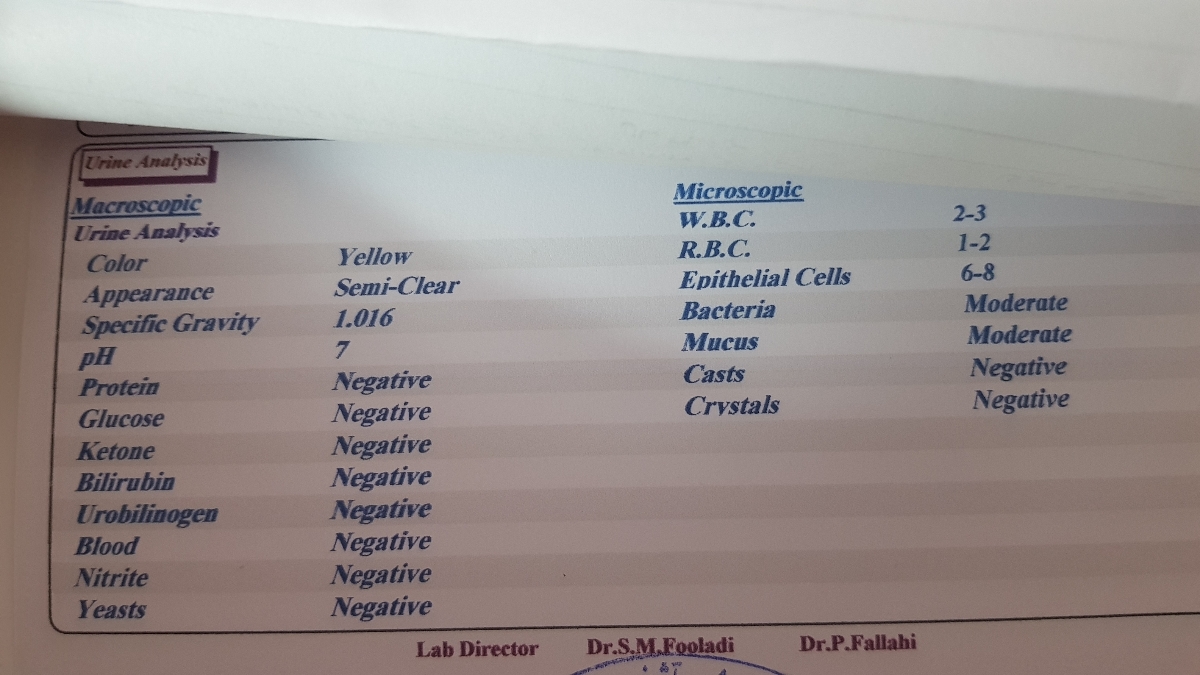 Urine Analysis
Macroscopic
Urine Analysis
Color Yellow
Appearance Semi-Clear
Specific Gravity 1.016
pH 7
Protein Negative
Glucose Negative
Ketone Negative
Bilirubin Negative
Urobilinogen Negative
Blood Negative
Nitrite Negative
Yeasts Negative
Microscopic
W.B.C. 2-3
R.B.C. 1-2
Epithelial Cells 6-8
Bacteria Moderate
Mucus Moderate
Casts Negative
Crystals Negative
Lab Director Dr.S.M.Fooladi Dr.P.Fallahi